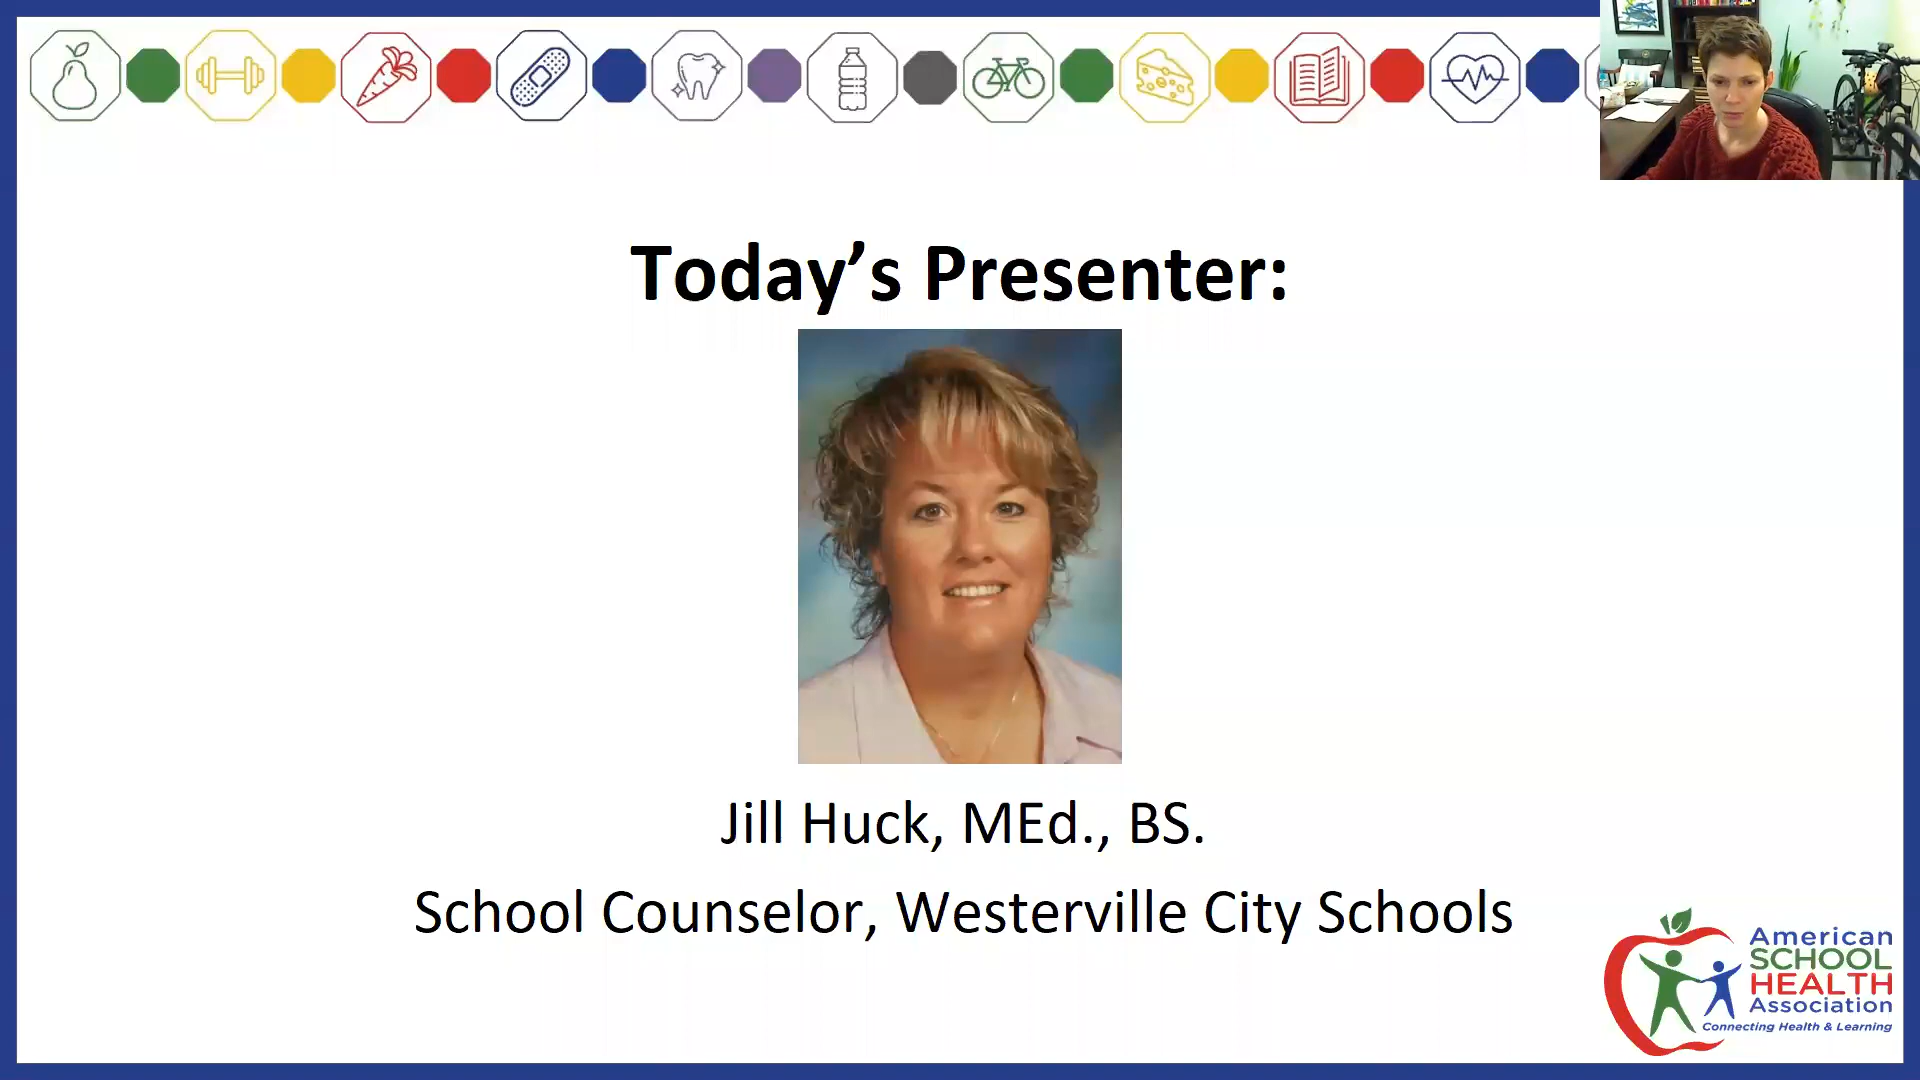 Today’s Presenter:
Jill Huck, MEd., BS.
School Counselor, Westerville City Schools
American
SCHOOL
HEALTH
Association
Connecting Health & Learning